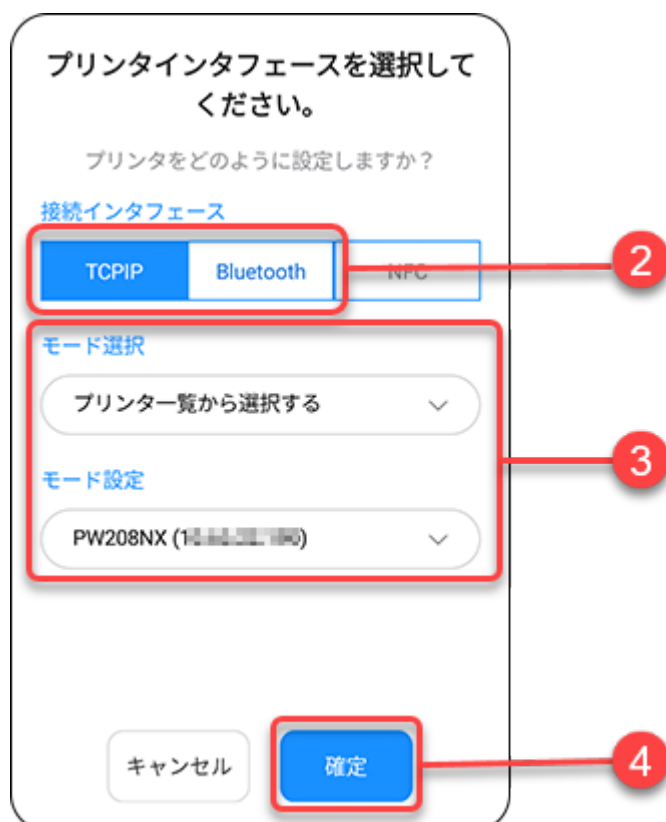 プリンタインタフェースを選択して
ください。
プリンタをどのように設定しますか？
接続インタフェース
TCPIP Bluetooth NFC
2
モード選択
プリンタ一覧から選択する
3
モード設定
PW208NX (1
キャンセル 確定
4